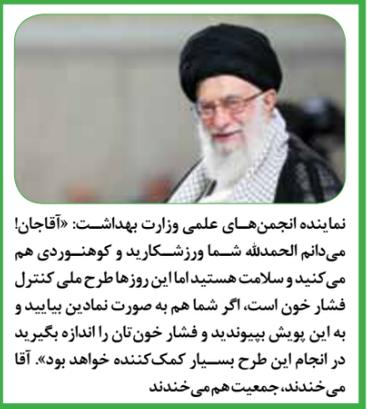 نماینده انجمن‌های علمی وزارت بهداشت: «آقاجان!
می‌دانم الحمدلله شما ورزشکارید و کوهنوردی هم
می‌کنید و سلامت هستید اما این روزها طرح ملی کنترل
فشار خون است، اگر شما هم به صورت نمادین بیایید و
به این پویش بپیوندید و فشار خون‌تان را اندازه بگیرید
در انجام این طرح بسیار کمک‌کننده خواهد بود». آقا
می‌خندند، جمعیت هم می‌خندند